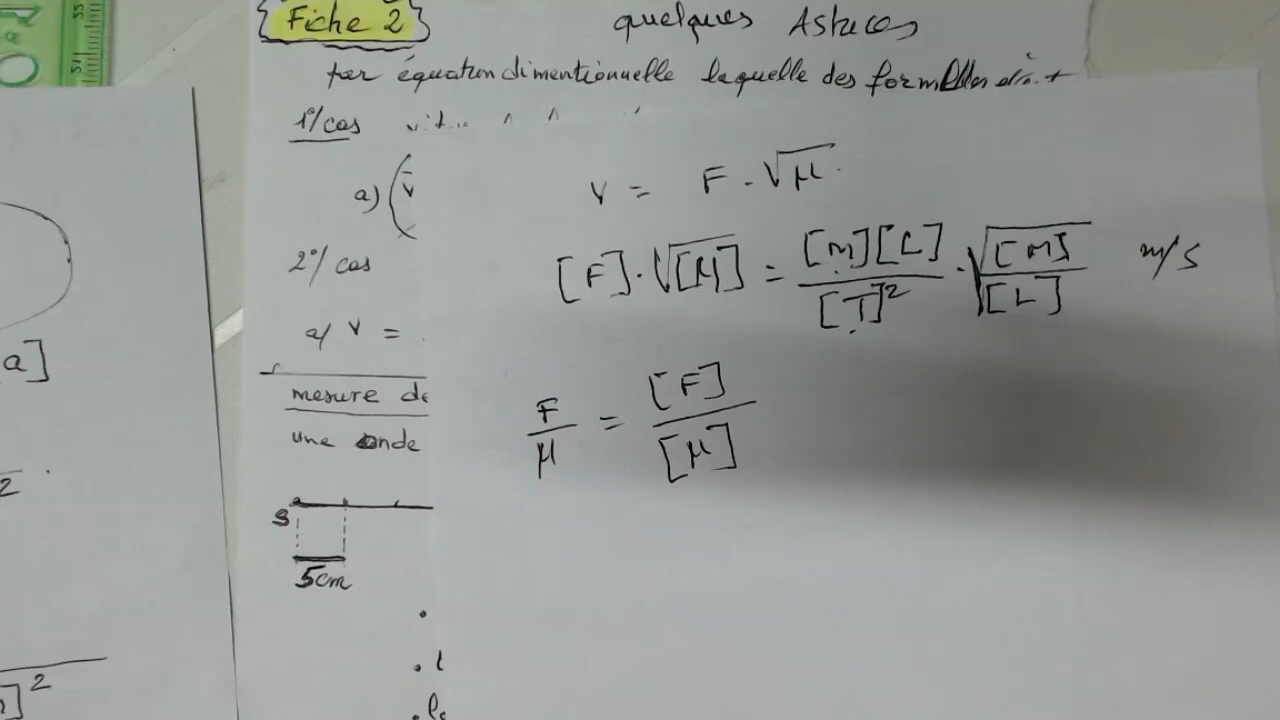 Fiche 2
quelques Astuces
par équation dimentionnelle laquelle des formelles
1°/cas
a) ( v
v = F . √μ
2°/ cas
[F] . √[μ] = [M][L] / [T]² . √[M] / [L] m/s
a/ v =
mesure de
une onde
F / μ = [F] / [μ]
S
5cm
a]
2
]²